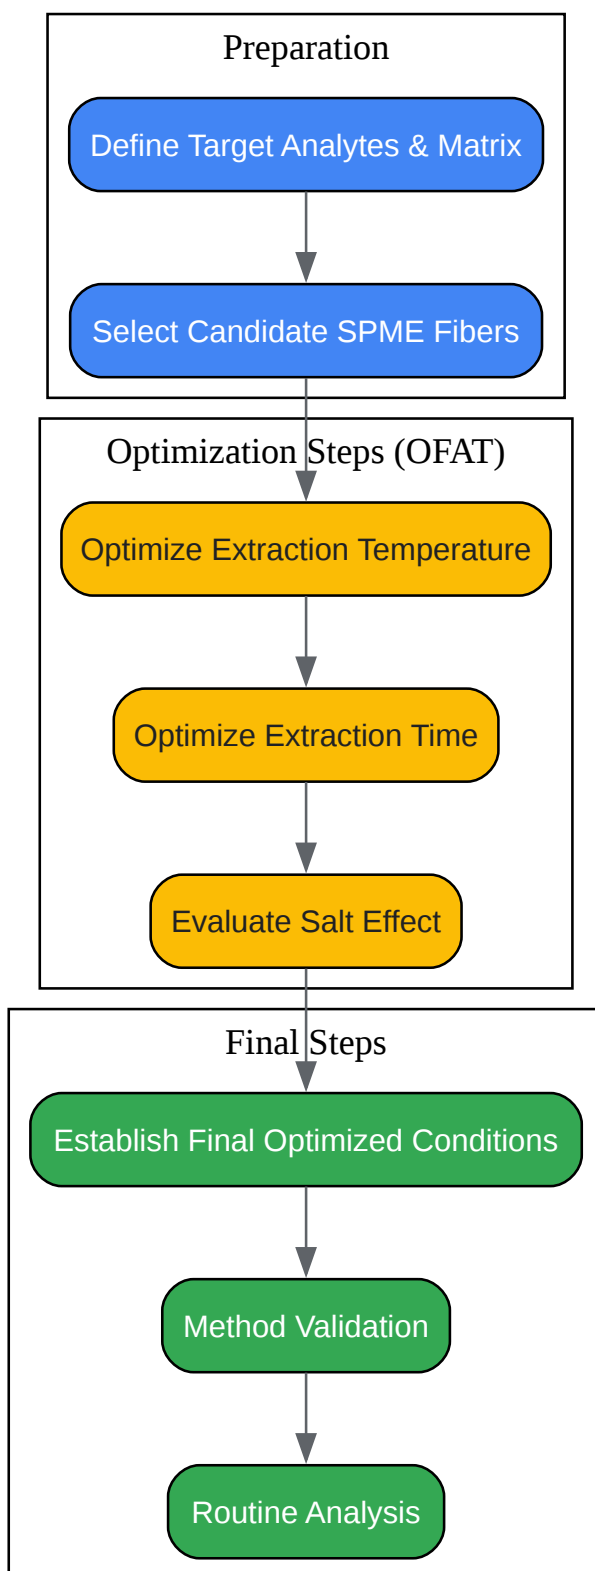 Preparation
Define Target Analytes & Matrix
Select Candidate SPME Fibers
Optimization Steps (OFAT)
Optimize Extraction Temperature
Optimize Extraction Time
Evaluate Salt Effect
Final Steps
Establish Final Optimized Conditions
Method Validation
Routine Analysis